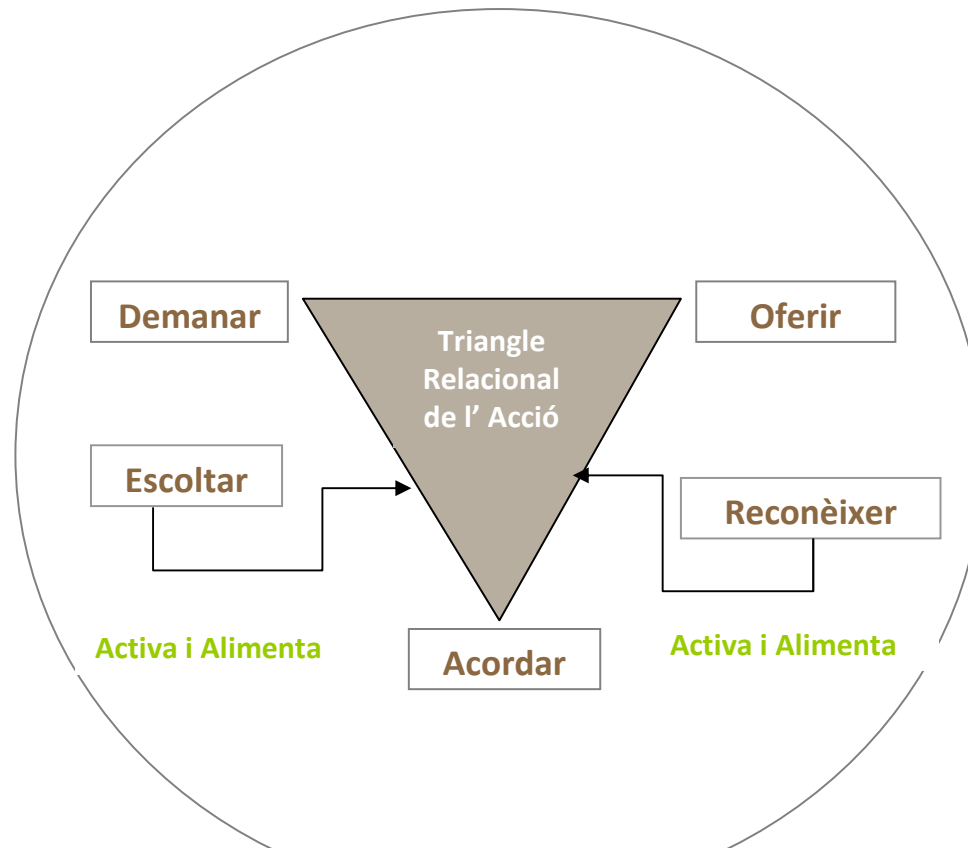 Demanar
Oferir
Triangle
Relacional
de l' Acció
Escoltar
Reconèixer
Activa i Alimenta
Activa i Alimenta
Acordar